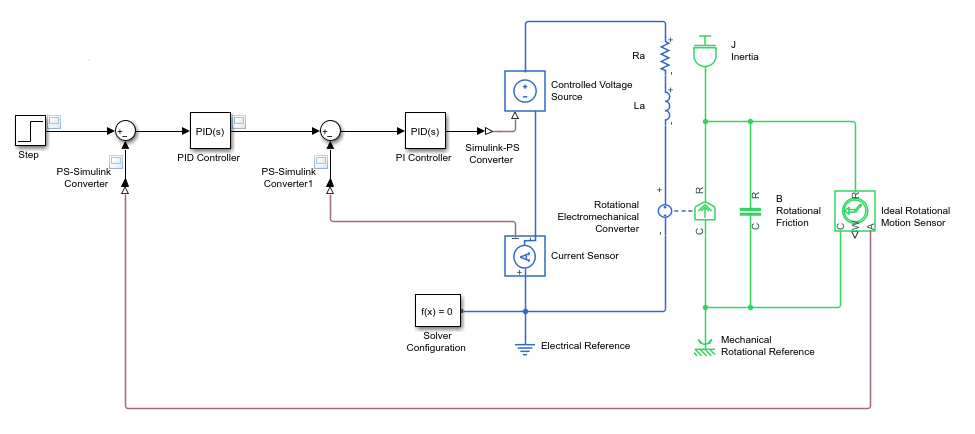 Ra
J
Inertia
Controlled Voltage
Source
La
Step
PID(s)
PID Controller
PID(s)
PI Controller
Simulink-PS
Converter
PS-Simulink
Converter
PS-Simulink
Converter1
Rotational
Electromechanical
Converter
R
C
R
C
B
Rotational
Friction
R
C
W
A
Ideal Rotational
Motion Sensor
I
A
Current Sensor
f(x) = 0
Solver
Configuration
Electrical Reference
Mechanical
Rotational Reference